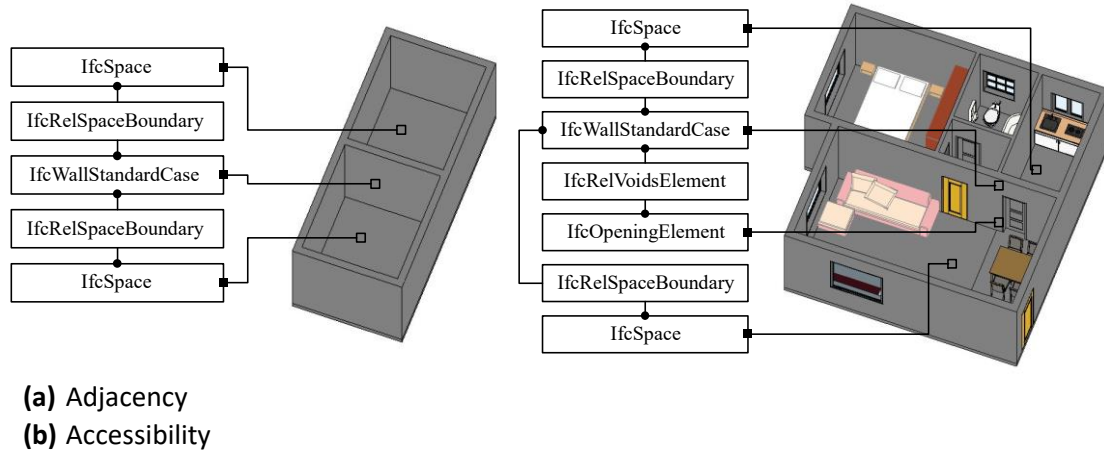 IfcSpace
IfcRelSpaceBoundary
IfcWallStandardCase
IfcRelSpaceBoundary
IfcSpace
IfcSpace
IfcRelSpaceBoundary
IfcWallStandardCase
IfcRelVoidsElement
IfcOpeningElement
IfcRelSpaceBoundary
IfcSpace
(a) Adjacency
(b) Accessibility